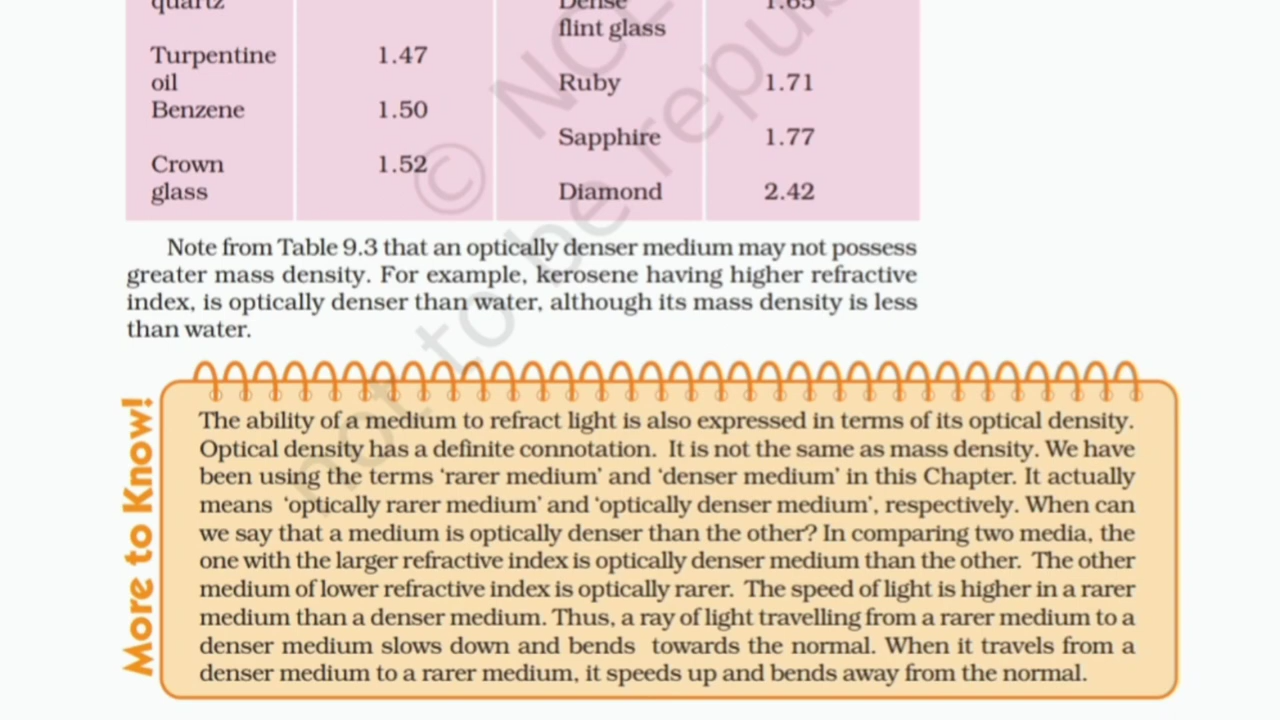 quartz
Turpentine 1.47
oil
Benzene 1.50
Crown 1.52
glass
Dense 1.65
flint glass
Ruby 1.71
Sapphire 1.77
Diamond 2.42
Note from Table 9.3 that an optically denser medium may not possess
greater mass density. For example, kerosene having higher refractive
index, is optically denser than water, although its mass density is less
than water.
More to Know!
The ability of a medium to refract light is also expressed in terms of its optical density.
Optical density has a definite connotation. It is not the same as mass density. We have
been using the terms ‘rarer medium’ and ‘denser medium’ in this Chapter. It actually
means ‘optically rarer medium’ and ‘optically denser medium’, respectively. When can
we say that a medium is optically denser than the other? In comparing two media, the
one with the larger refractive index is optically denser medium than the other. The other
medium of lower refractive index is optically rarer. The speed of light is higher in a rarer
medium than a denser medium. Thus, a ray of light travelling from a rarer medium to a
denser medium slows down and bends towards the normal. When it travels from a
denser medium to a rarer medium, it speeds up and bends away from the normal.
© NC
not to be repub